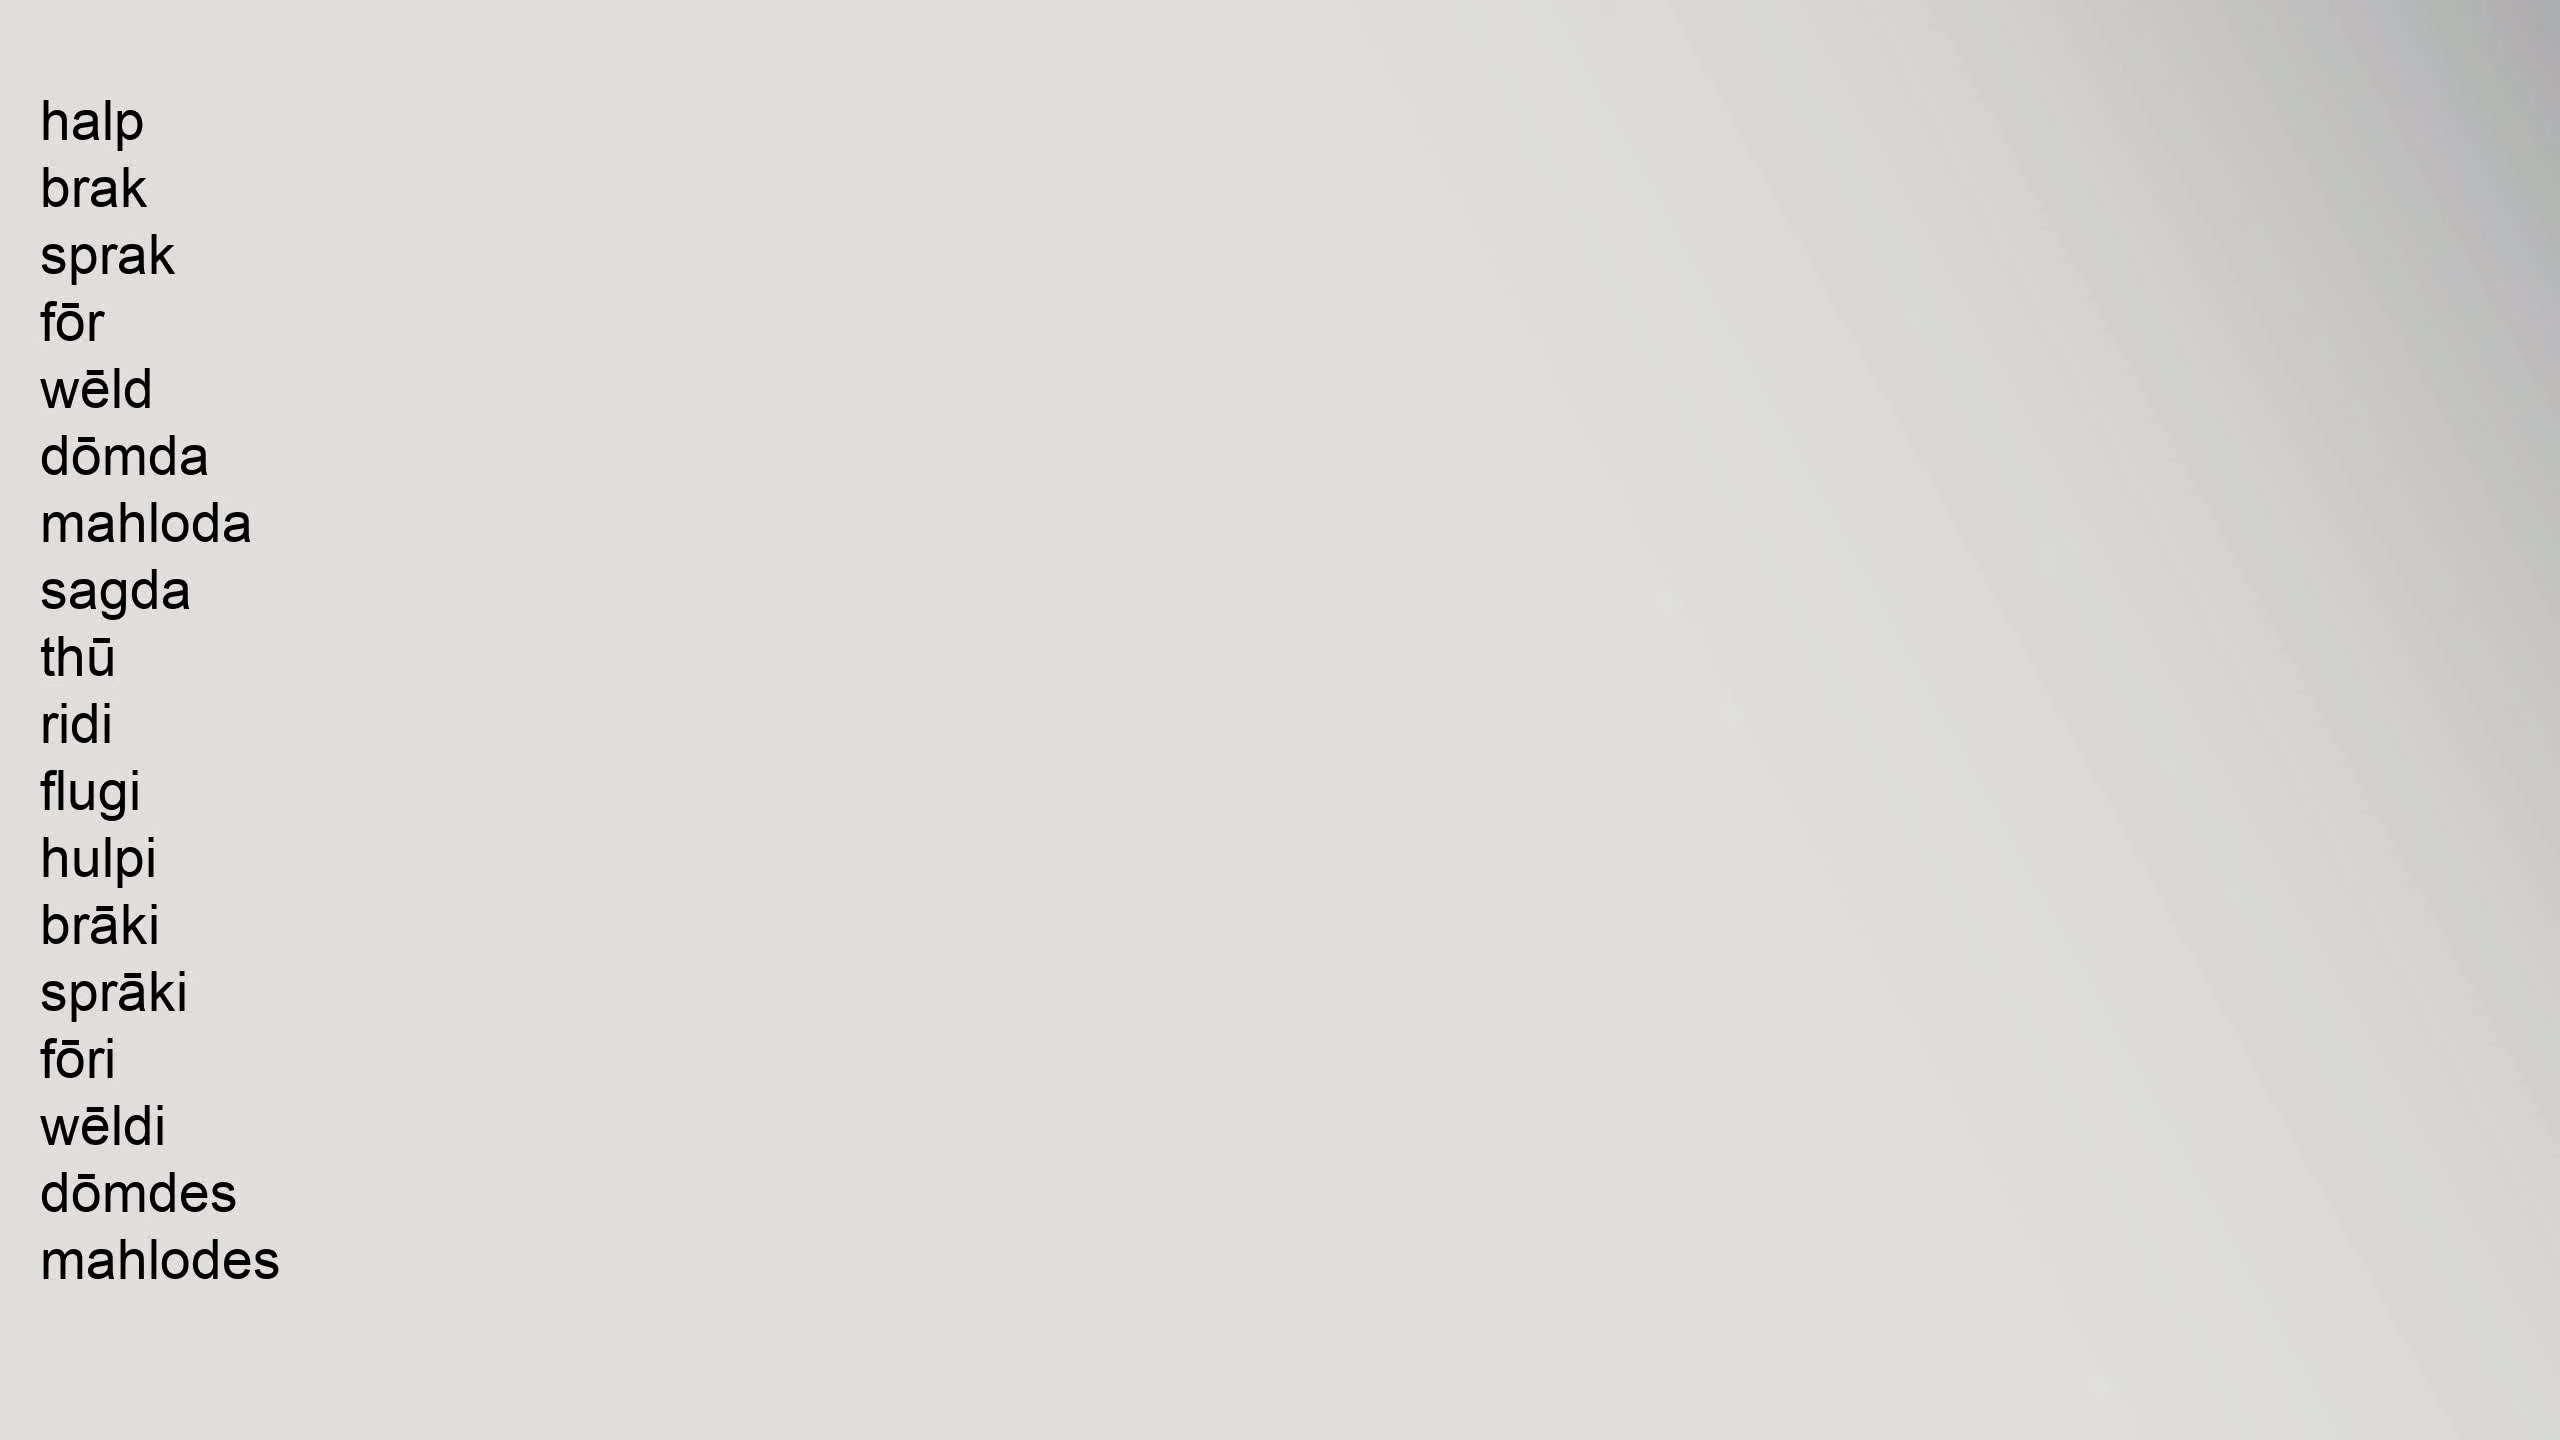 halp
brak
sprak
fōr
wēld
dōmda
mahloda
sagda
thū
ridi
flugi
hulpi
brāki
sprāki
fōri
wēldi
dōmdes
mahlodes